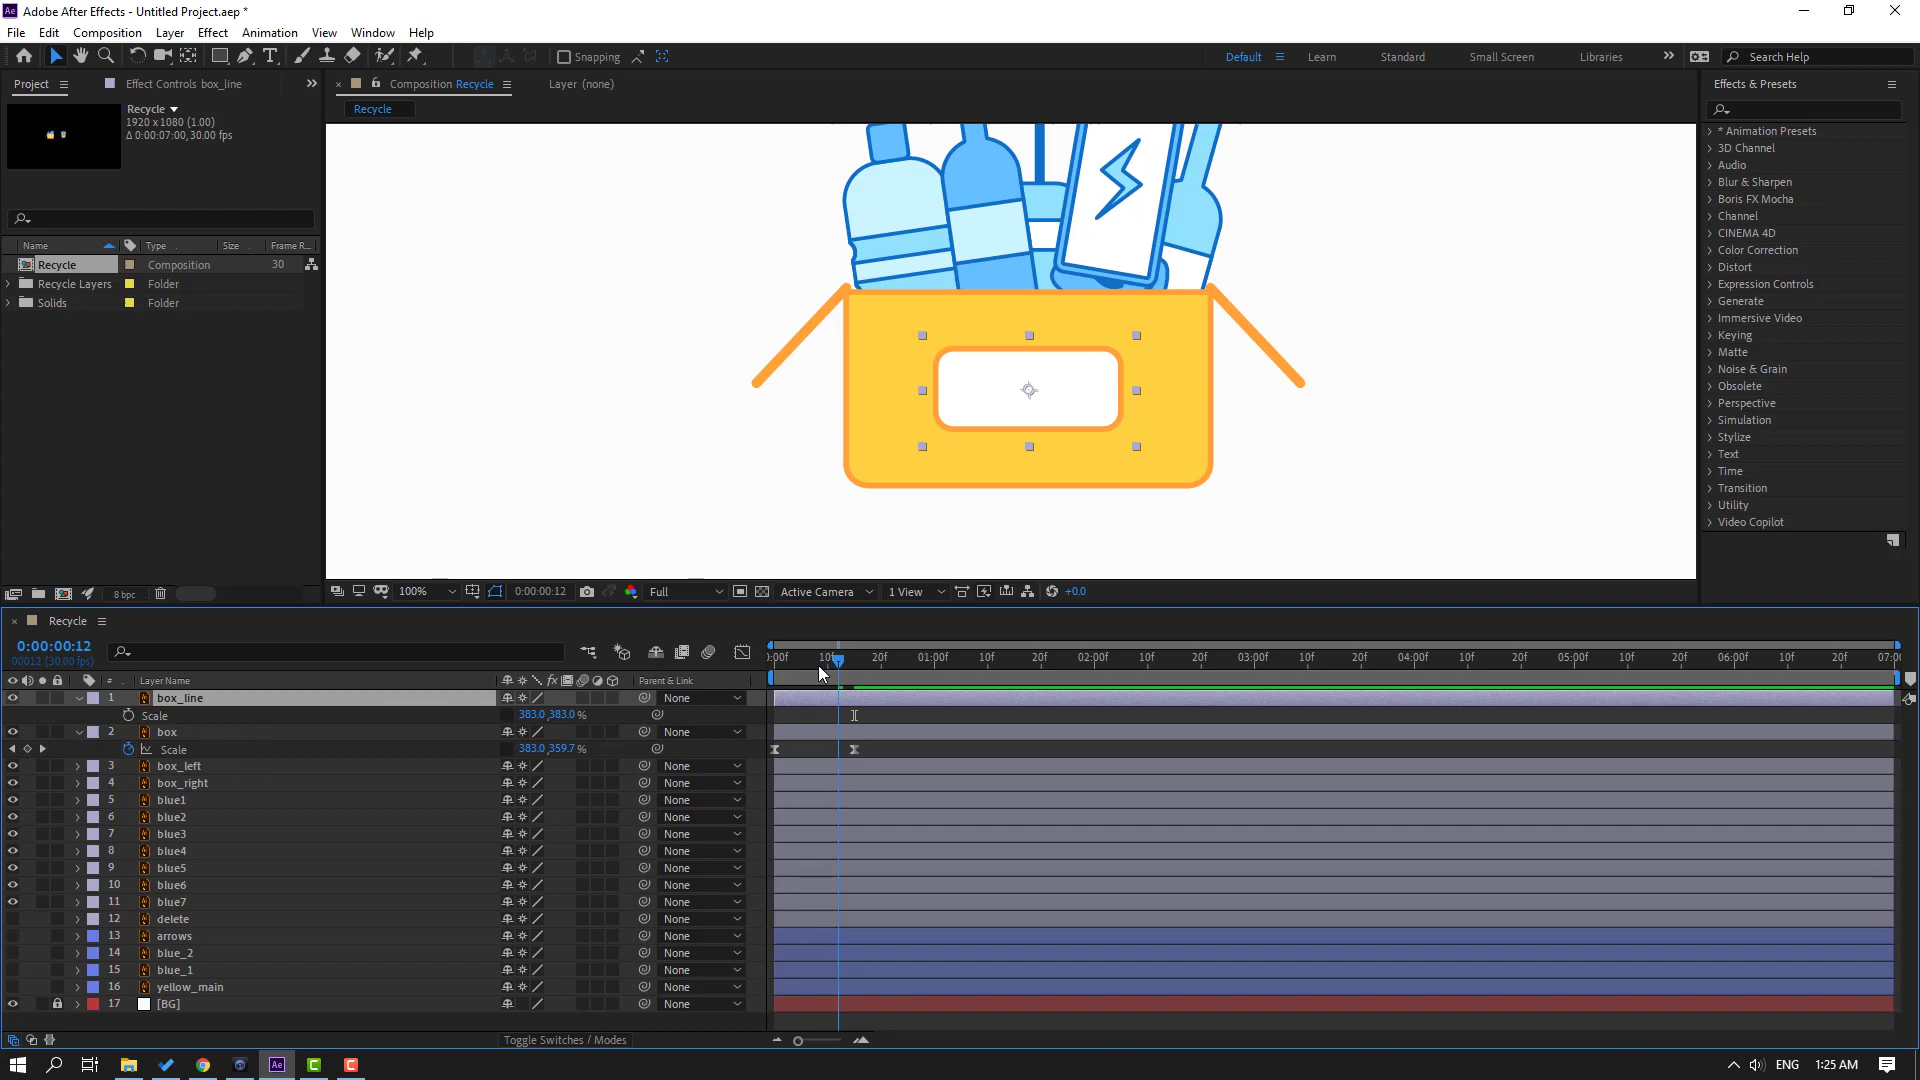 Adobe After Effects - Untitled Project.aep *
File Edit Composition Layer Effect Animation View Window Help
Snapping
Default Learn Standard Small Screen Libraries Search Help
Project Effect Controls box_line
Composition Recycle Layer (none)
Effects & Presets
Recycle
1920 x 1080 (1.00)
Δ 0:00:07:00, 30.00 fps
Recycle
Name Type Size Frame R...
Recycle Composition 30
Recycle Layers Folder
Solids Folder
* Animation Presets
3D Channel
Audio
Blur & Sharpen
Boris FX Mocha
Channel
CINEMA 4D
Color Correction
Distort
Expression Controls
Generate
Immersive Video
Keying
Matte
Noise & Grain
Obsolete
Perspective
Simulation
Stylize
Text
Time
Transition
Utility
Video Copilot
8 bpc
100% 0:00:00:12 Full Active Camera 1 View +0.0
Recycle
0:00:00:12
00012 (30.00 fps)
:00f 10f 20f 01:00f 10f 20f 02:00f 10f 20f 03:00f 10f 20f 04:00f 10f 20f 05:00f 10f 20f 06:00f 10f 20f 07:00
# Layer Name fx Parent & Link
1 box_line None
Scale 383.0,383.0 %
2 box None
Scale 383.0,359.7 %
3 box_left None
4 box_right None
5 blue1 None
6 blue2 None
7 blue3 None
8 blue4 None
9 blue5 None
10 blue6 None
11 blue7 None
12 delete None
13 arrows None
14 blue_2 None
15 blue_1 None
16 yellow_main None
17 [BG] None
Toggle Switches / Modes
Ae ENG 1:25 AM